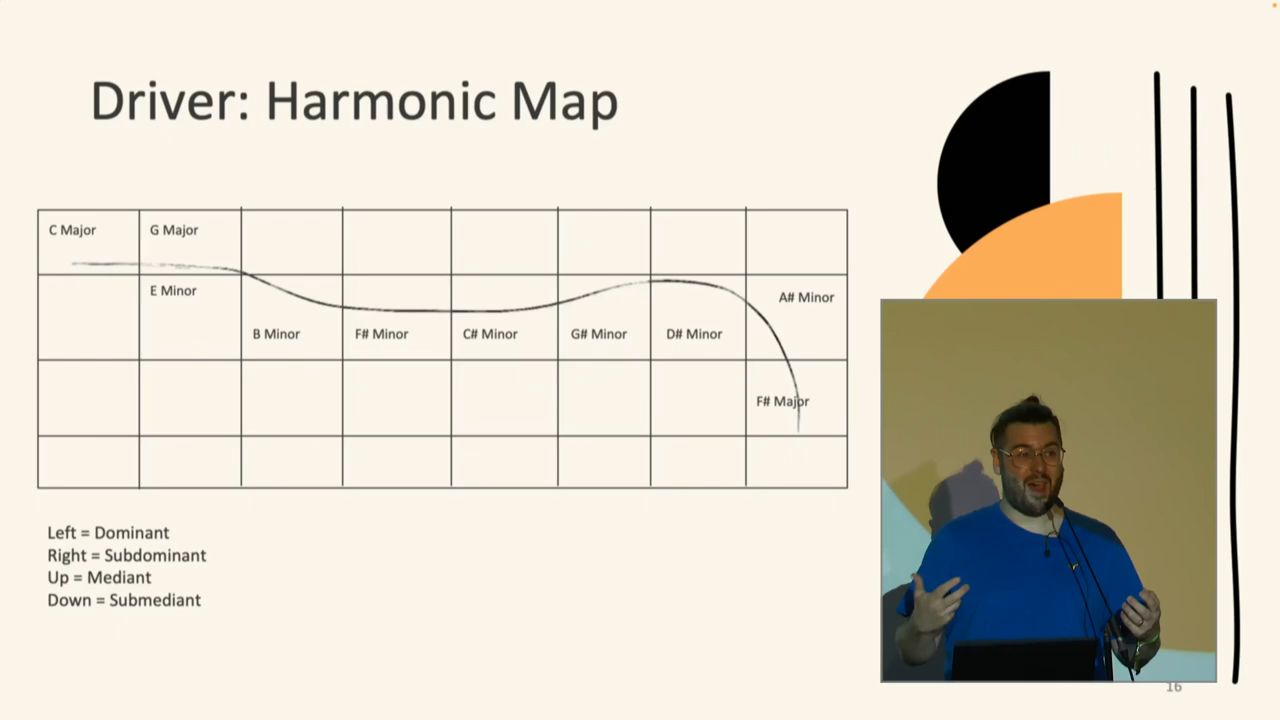 Driver: Harmonic Map
C Major
G Major
E Minor
A# Minor
B Minor
F# Minor
C# Minor
G# Minor
D# Minor
F# Major
Left = Dominant
Right = Subdominant
Up = Mediant
Down = Submediant
16